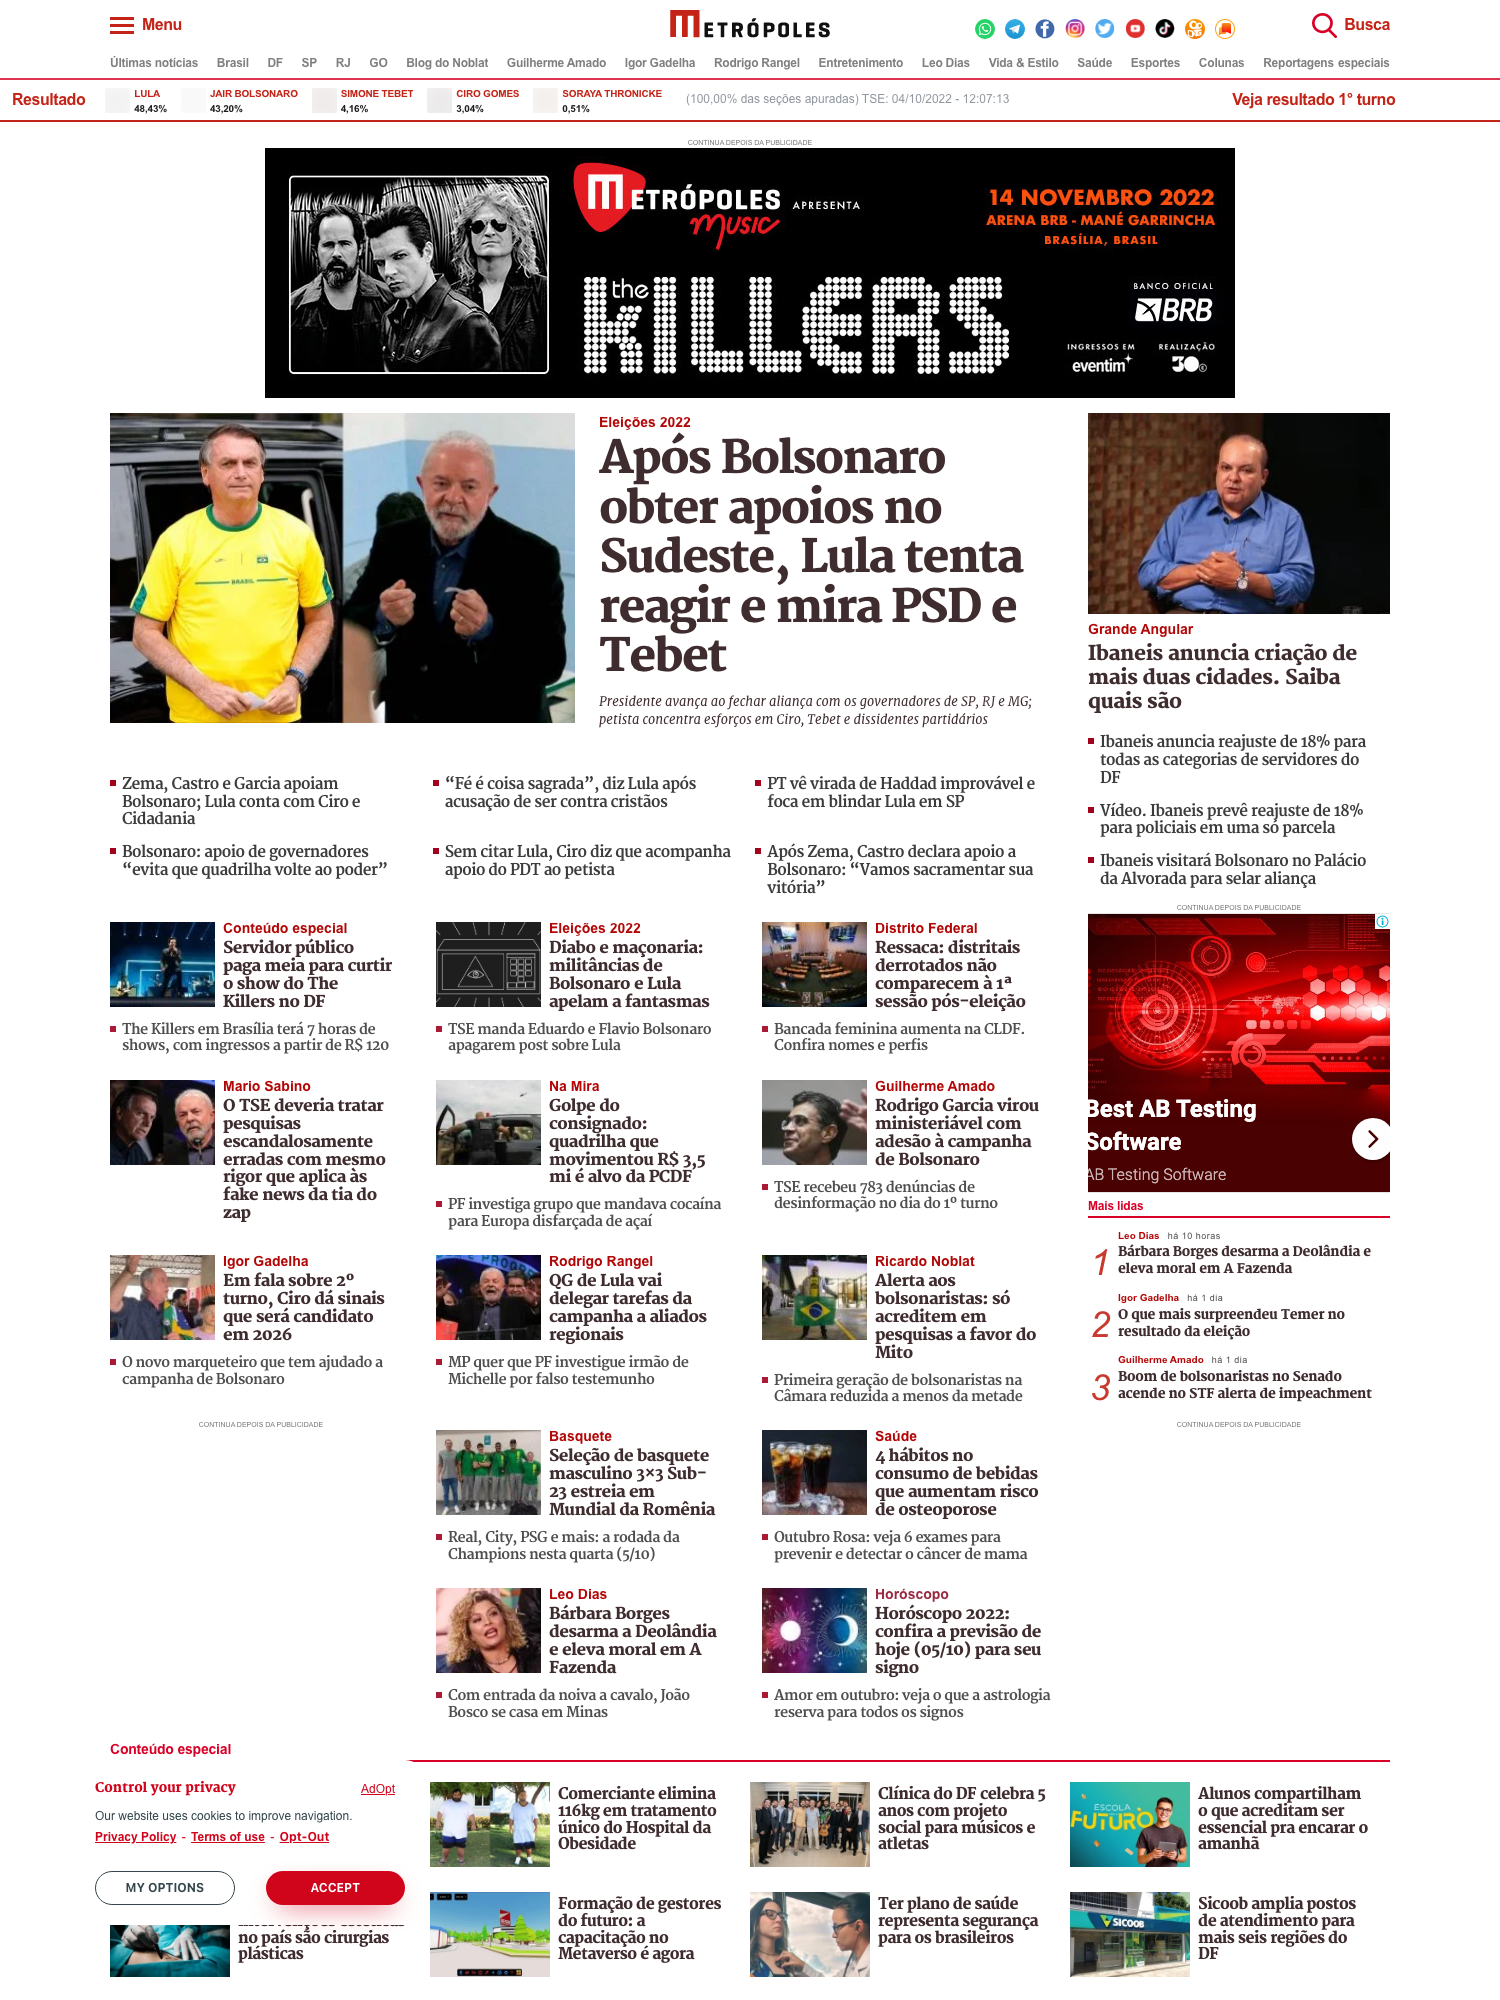 Menu
METRÓPOLES
Busca
Últimas notícias Brasil DF SP RJ GO Blog do Noblat Guilherme Amado Igor Gadelha Rodrigo Rangel Entretenimento Leo Dias Vida & Estilo Saúde Esportes Colunas Reportagens especiais
Resultado
LULA
48,43%
JAIR BOLSONARO
43,20%
SIMONE TEBET
4,16%
CIRO GOMES
3,04%
SORAYA THRONICKE
0,51%
(100,00% das seções apuradas) TSE: 04/10/2022 - 12:07:13
Veja resultado 1° turno
CONTINUA DEPOIS DA PUBLICIDADE
METRÓPOLES
music
APRESENTA
the
KILLERS
14 NOVEMBRO 2022
ARENA BRB - MANÉ GARRINCHA
BRASÍLIA, BRASIL
BANCO OFICIAL
BRB
INGRESSOS EM
eventim
REALIZAÇÃO
30e
Eleições 2022
Após Bolsonaro
obter apoios no
Sudeste, Lula tenta
reagir e mira PSD e
Tebet
Presidente avança ao fechar aliança com os governadores de SP, RJ e MG;
petista concentra esforços em Ciro, Tebet e dissidentes partidários
BRASIL
Zema, Castro e Garcia apoiam
Bolsonaro; Lula conta com Ciro e
Cidadania
“Fé é coisa sagrada”, diz Lula após
acusação de ser contra cristãos
PT vê virada de Haddad improvável e
foca em blindar Lula em SP
Bolsonaro: apoio de governadores
“evita que quadrilha volte ao poder”
Sem citar Lula, Ciro diz que acompanha
apoio do PDT ao petista
Após Zema, Castro declara apoio a
Bolsonaro: “Vamos sacramentar sua
vitória”
Grande Angular
Ibaneis anuncia criação de
mais duas cidades. Saiba
quais são
Ibaneis anuncia reajuste de 18% para
todas as categorias de servidores do
DF
Vídeo. Ibaneis prevê reajuste de 18%
para policiais em uma só parcela
Ibaneis visitará Bolsonaro no Palácio
da Alvorada para selar aliança
CONTINUA DEPOIS DA PUBLICIDADE
Best AB Testing
Software
AB Testing Software
Conteúdo especial
Servidor público
paga meia para curtir
o show do The
Killers no DF
The Killers em Brasília terá 7 horas de
shows, com ingressos a partir de R$ 120
Eleições 2022
Diabo e maçonaria:
militâncias de
Bolsonaro e Lula
apelam a fantasmas
TSE manda Eduardo e Flavio Bolsonaro
apagarem post sobre Lula
Distrito Federal
Ressaca: distritais
derrotados não
comparecem à 1ª
sessão pós-eleição
Bancada feminina aumenta na CLDF.
Confira nomes e perfis
Mario Sabino
O TSE deveria tratar
pesquisas
escandalosamente
erradas com mesmo
rigor que aplica às
fake news da tia do
zap
Na Mira
Golpe do
consignado:
quadrilha que
movimentou R$ 3,5
mi é alvo da PCDF
PF investiga grupo que mandava cocaína
para Europa disfarçada de açaí
Guilherme Amado
Rodrigo Garcia virou
ministeriável com
adesão à campanha
de Bolsonaro
TSE recebeu 783 denúncias de
desinformação no dia do 1º turno
Igor Gadelha
Em fala sobre 2º
turno, Ciro dá sinais
que será candidato
em 2026
O novo marqueteiro que tem ajudado a
campanha de Bolsonaro
Rodrigo Rangel
QG de Lula vai
delegar tarefas da
campanha a aliados
regionais
MP quer que PF investigue irmão de
Michelle por falso testemunho
Ricardo Noblat
Alerta aos
bolsonaristas: só
acreditem em
pesquisas a favor do
Mito
Primeira geração de bolsonaristas na
Câmara reduzida a menos da metade
Mais lidas
Leo Dias há 10 horas
1 Bárbara Borges desarma a Deolândia e
eleva moral em A Fazenda
Igor Gadelha há 1 dia
2 O que mais surpreendeu Temer no
resultado da eleição
Guilherme Amado há 1 dia
3 Boom de bolsonaristas no Senado
acende no STF alerta de impeachment
CONTINUA DEPOIS DA PUBLICIDADE
CONTINUA DEPOIS DA PUBLICIDADE
Basquete
Seleção de basquete
masculino 3×3 Sub-
23 estreia em
Mundial da Romênia
Real, City, PSG e mais: a rodada da
Champions nesta quarta (5/10)
Saúde
4 hábitos no
consumo de bebidas
que aumentam risco
de osteoporose
Outubro Rosa: veja 6 exames para
prevenir e detectar o câncer de mama
Leo Dias
Bárbara Borges
desarma a Deolândia
e eleva moral em A
Fazenda
Com entrada da noiva a cavalo, João
Bosco se casa em Minas
Horóscopo
Horóscopo 2022:
confira a previsão de
hoje (05/10) para seu
signo
Amor em outubro: veja o que a astrologia
reserva para todos os signos
Conteúdo especial
Control your privacy
AdOpt
Our website uses cookies to improve navigation.
Privacy Policy - Terms of use - Opt-Out
MY OPTIONS
ACCEPT
Comerciante elimina
116kg em tratamento
único do Hospital da
Obesidade
Clínica do DF celebra 5
anos com projeto
social para músicos e
atletas
ESCOLA
FUTURO
Alunos compartilham
o que acreditam ser
essencial pra encarar o
amanhã
no país são cirurgias
plásticas
Formação de gestores
do futuro: a
capacitação no
Metaverso é agora
Ter plano de saúde
representa segurança
para os brasileiros
SICOOB
Sicoob amplia postos
de atendimento para
mais seis regiões do
DF